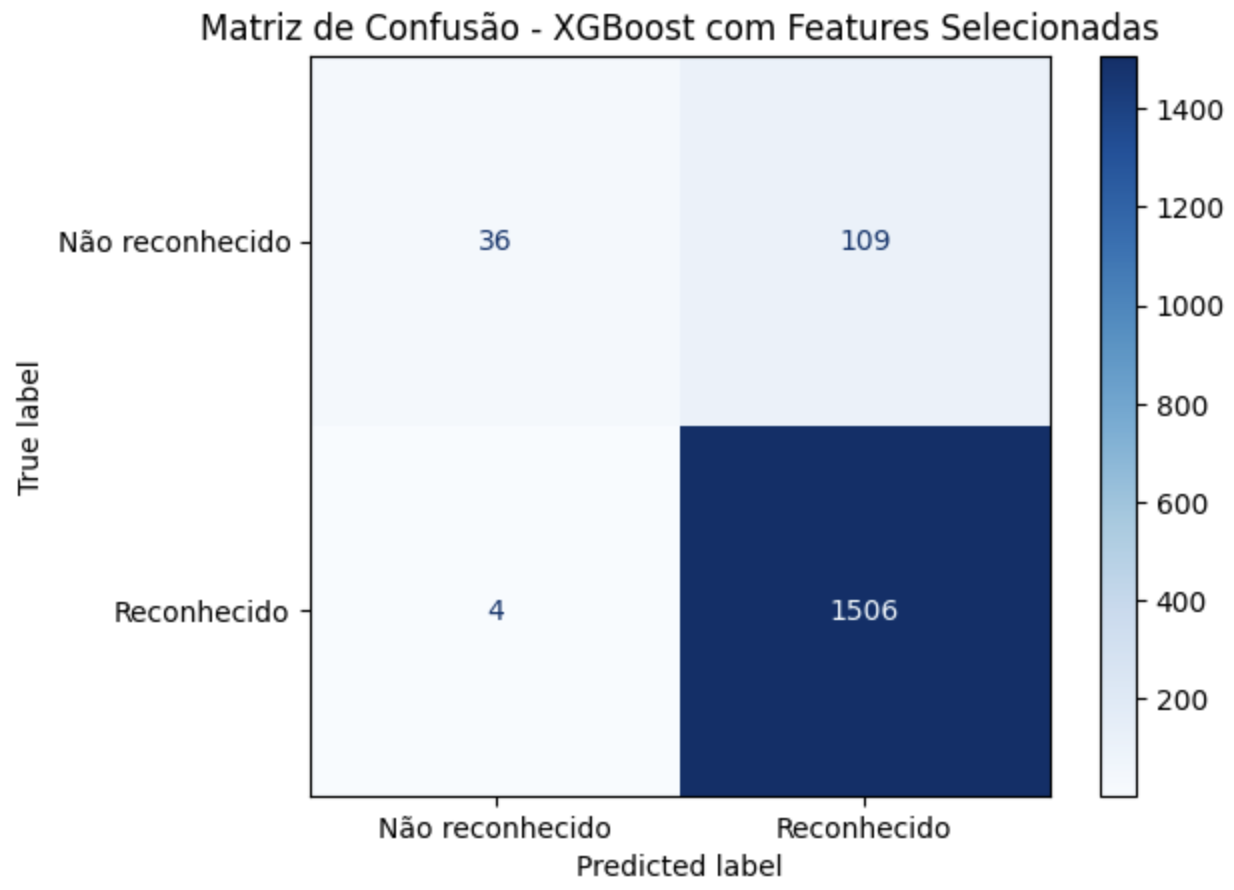 Matriz de Confusão - XGBoost com Features Selecionadas
1400
1200
1000
800
600
400
200
True label
Não reconhecido
36
109
Reconhecido
4
1506
Não reconhecido
Reconhecido
Predicted label